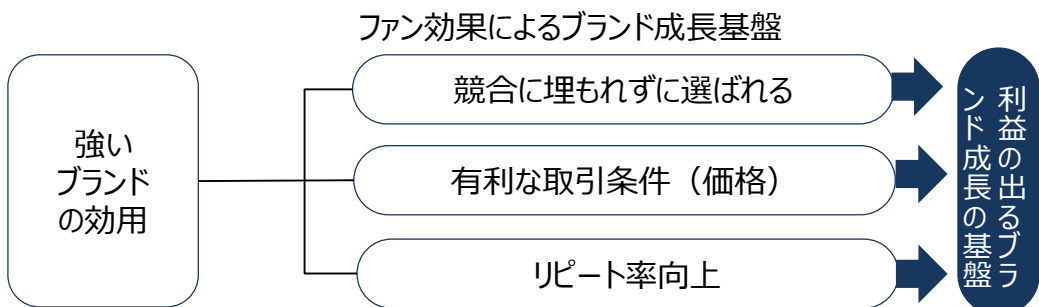 ファン効果によるブランド成長基盤
強い
ブランド
の効用
競合に埋もれずに選ばれる
有利な取引条件（価格）
リピート率向上
利益の出るブラ
ンド成長の基盤